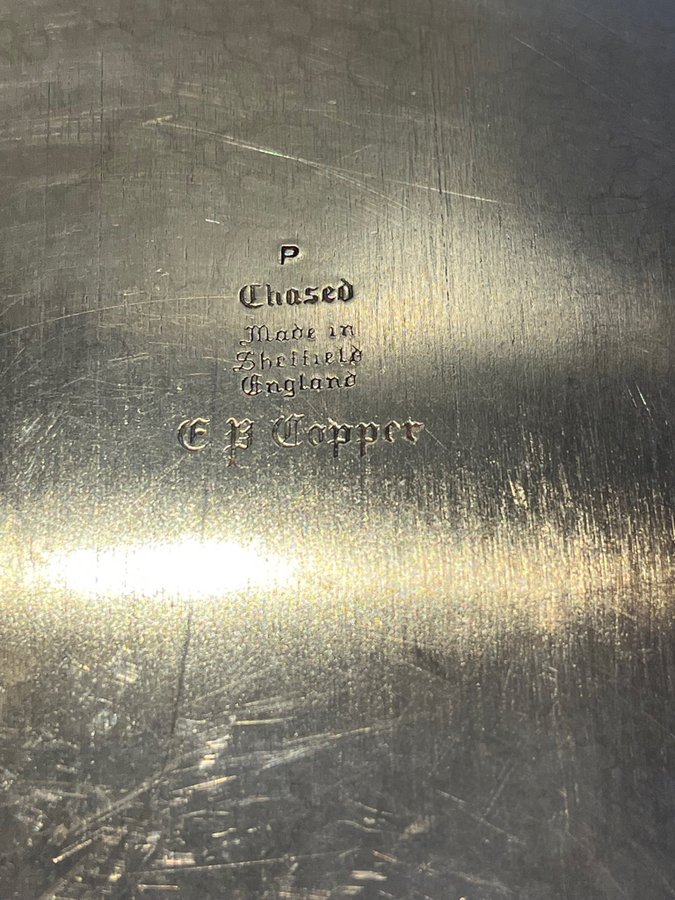 P
Chased
Made in
Sheffield
England
E P Copper